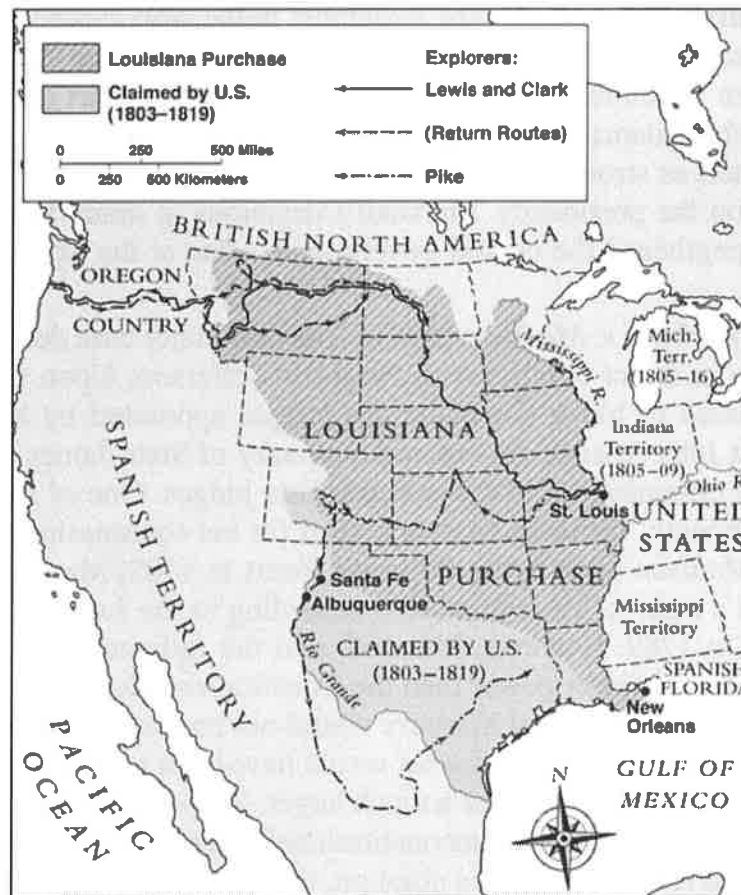 Louisiana Purchase
Claimed by U.S.
(1803–1819)
0 250 500 Miles
0 250 500 Kilometers
Explorers:
Lewis and Clark
(Return Routes)
Pike
BRITISH NORTH AMERICA
OREGON
COUNTRY
Mississippi R.
Mich.
Terr.
(1805–16)
LOUISIANA
Indiana
Territory
(1805–09)
Ohio R
St. Louis
UNITED
STATES
SPANISH TERRITORY
Santa Fe
PURCHASE
Albuquerque
Mississippi
Territory
Rio Grande
CLAIMED BY U.S.
(1803–1819)
SPANISH
FLORIDA
New
Orleans
PACIFIC
OCEAN
N
GULF OF
MEXICO